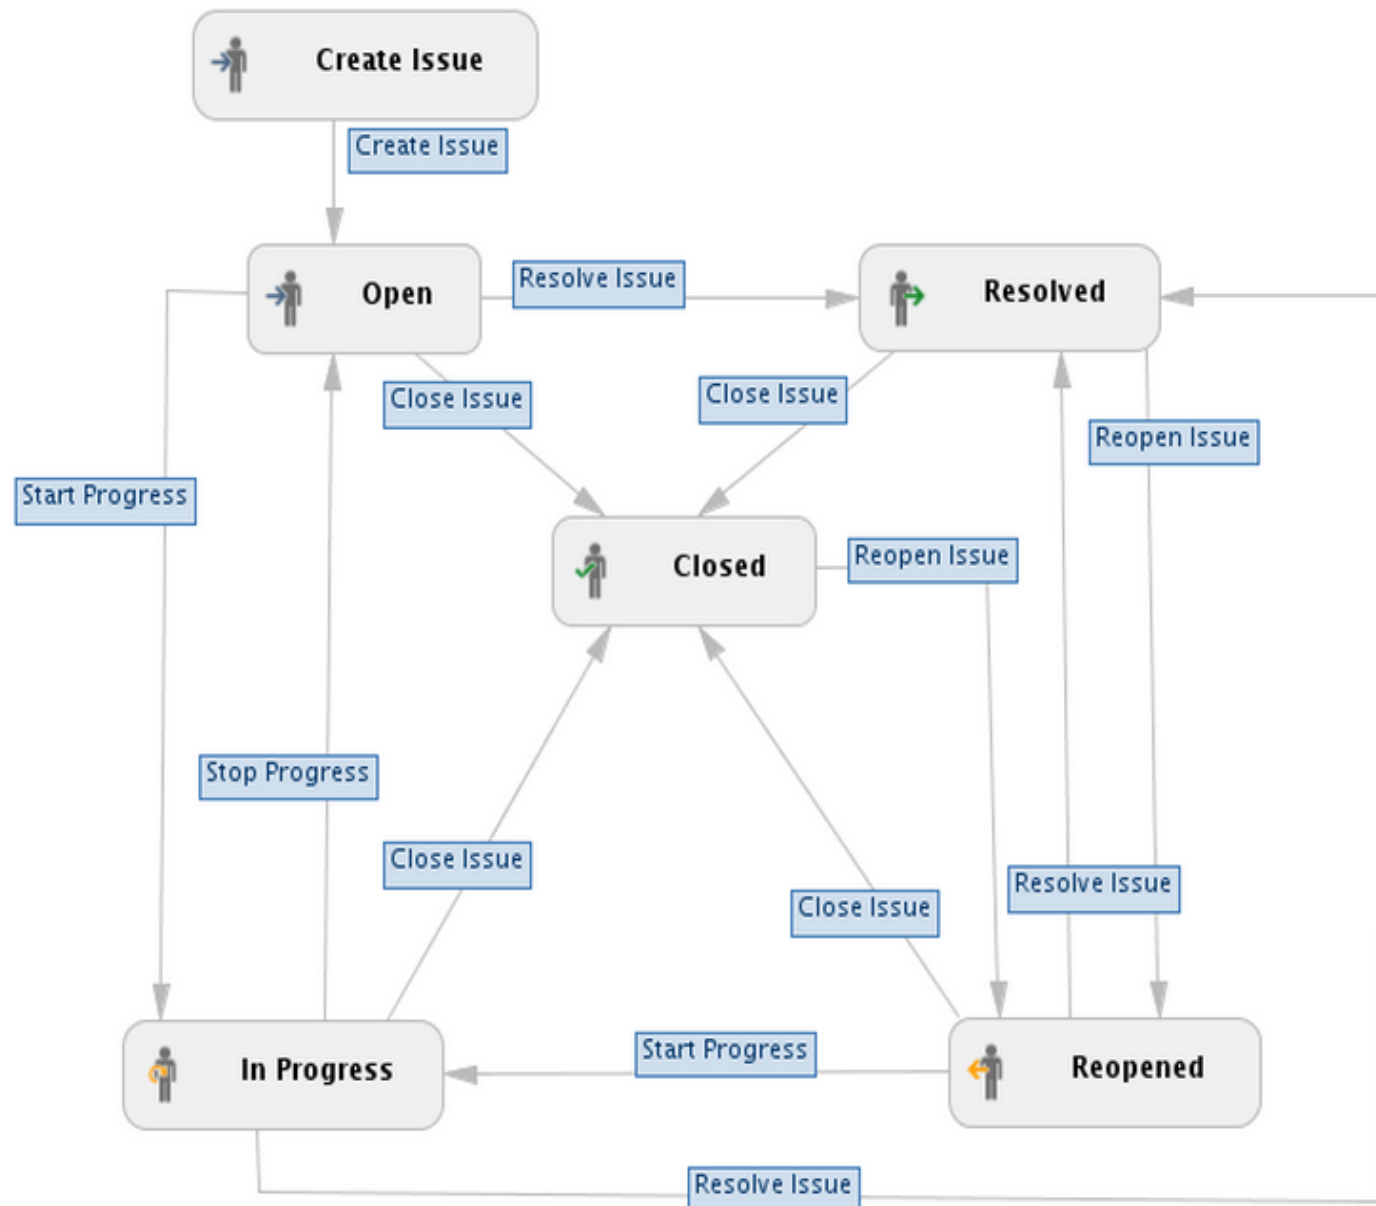 Create Issue
Create Issue
Open
Resolve Issue
Resolved
Close Issue
Close Issue
Reopen Issue
Start Progress
Closed
Reopen Issue
Stop Progress
Close Issue
Resolve Issue
Close Issue
In Progress
Start Progress
Reopened
Resolve Issue